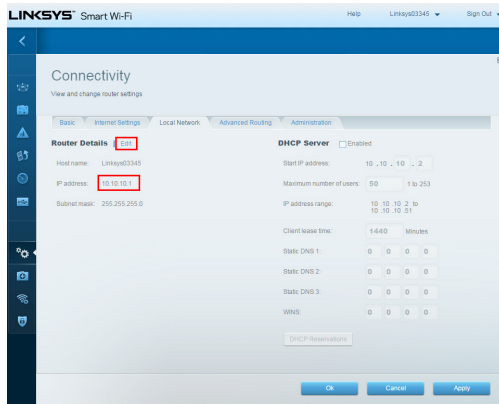 LINKSYS Smart Wi-Fi
Help Linksys03345 Sign Out
Connectivity
View and change router settings
Basic Internet Settings Local Network Advanced Routing Administration
Router Details | Edit
Host name: Linksys03345
IP address: 10.10.10.1
Subnet mask: 255.255.255.0
DHCP Server Enabled
Start IP address: 10 . 10 . 10 . 2
Maximum number of users: 50 1 to 253
IP address range: 10 .10 .10 .2 to
10 .10 .10 .51
Client lease time: 1440 Minutes
Static DNS 1: 0 0 0 0
Static DNS 2: 0 0 0 0
Static DNS 3: 0 0 0 0
WINS: 0 0 0 0
DHCP Reservations
Ok Cancel Apply